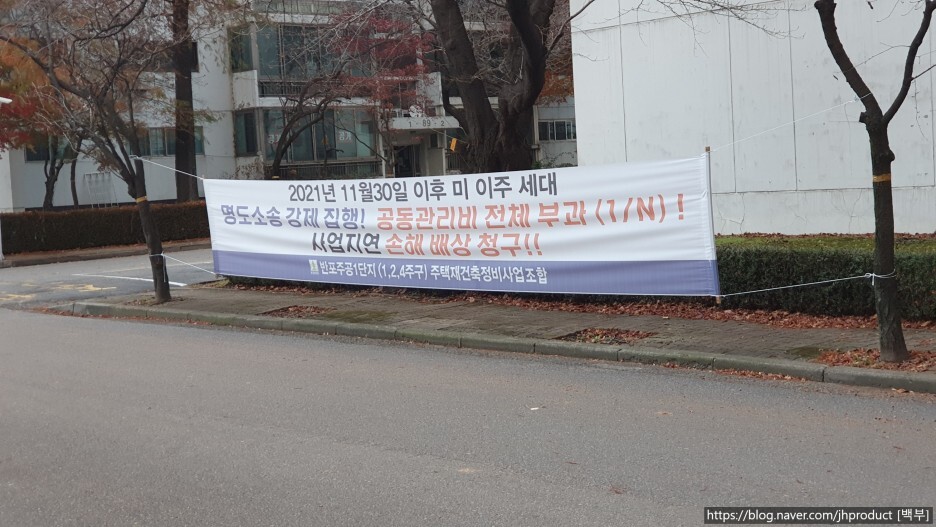 1 - 89 - 2
2021년 11월30일 이후 미 이주 세대
명도소송 강제 집행! 공동관리비 전체 부과 (1/N) !
사업지연 손해 배상 청구!!
반포주공1단지 (1,2,4주구) 주택재건축정비사업조합
https://blog.naver.com/jhproduct [백부]